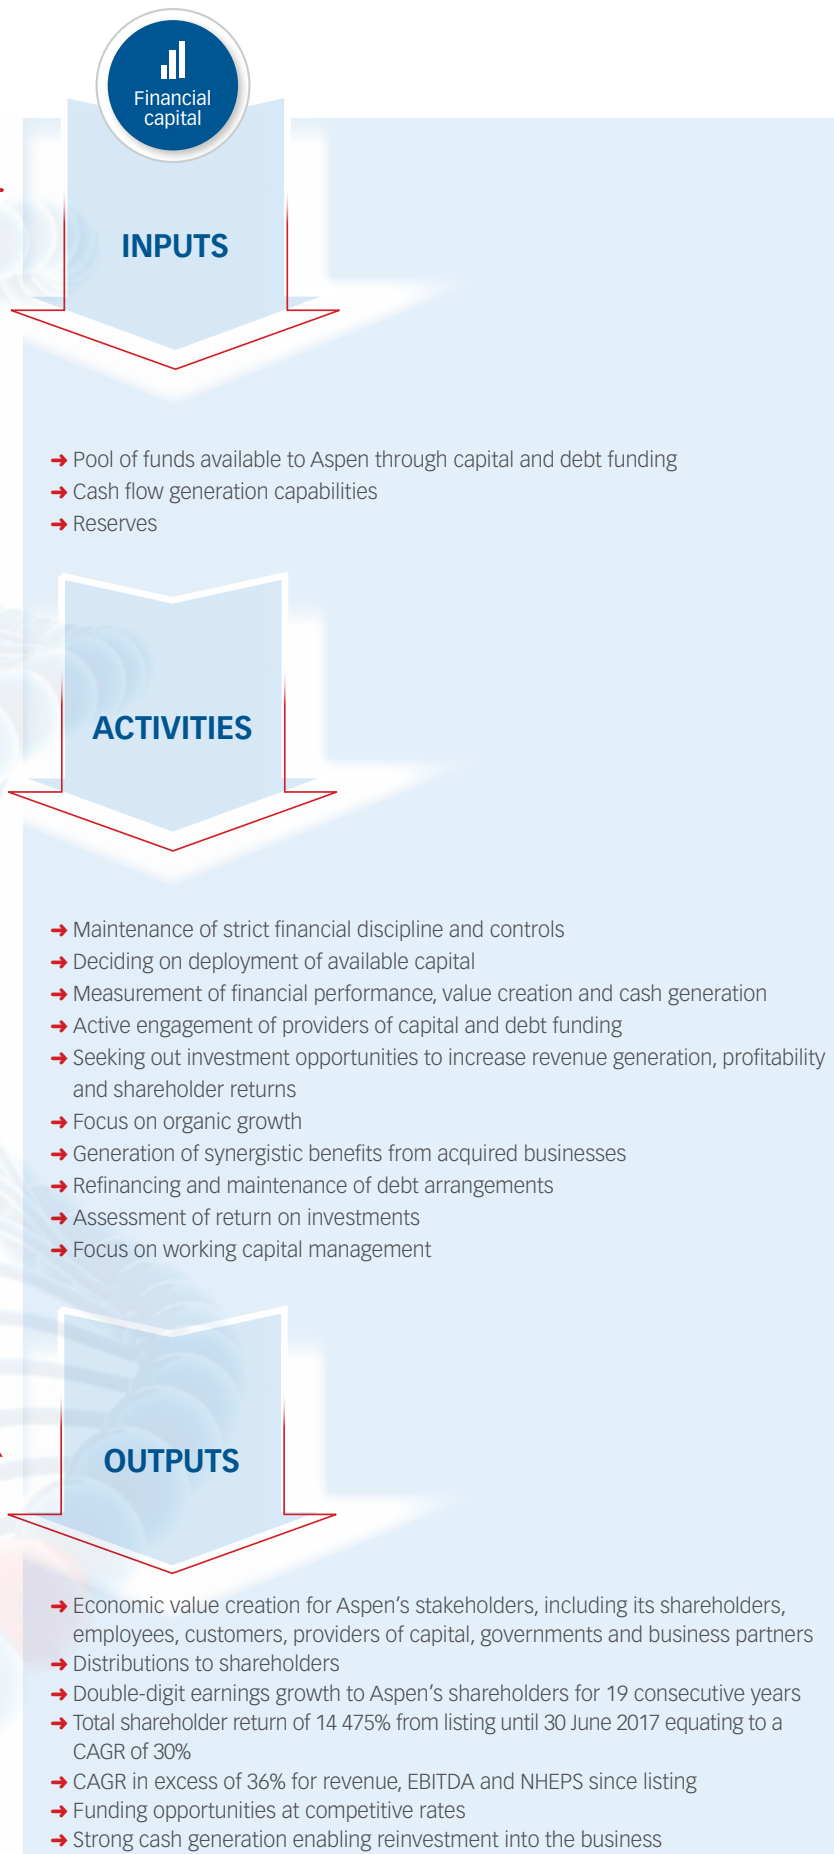 Financial
capital
INPUTS
➜ Pool of funds available to Aspen through capital and debt funding
➜ Cash flow generation capabilities
➜ Reserves
ACTIVITIES
➜ Maintenance of strict financial discipline and controls
➜ Deciding on deployment of available capital
➜ Measurement of financial performance, value creation and cash generation
➜ Active engagement of providers of capital and debt funding
➜ Seeking out investment opportunities to increase revenue generation, profitability
and shareholder returns
➜ Focus on organic growth
➜ Generation of synergistic benefits from acquired businesses
➜ Refinancing and maintenance of debt arrangements
➜ Assessment of return on investments
➜ Focus on working capital management
OUTPUTS
➜ Economic value creation for Aspen's stakeholders, including its shareholders,
employees, customers, providers of capital, governments and business partners
➜ Distributions to shareholders
➜ Double-digit earnings growth to Aspen's shareholders for 19 consecutive years
➜ Total shareholder return of 14 475% from listing until 30 June 2017 equating to a
CAGR of 30%
➜ CAGR in excess of 36% for revenue, EBITDA and NHEPS since listing
➜ Funding opportunities at competitive rates
➜ Strong cash generation enabling reinvestment into the business